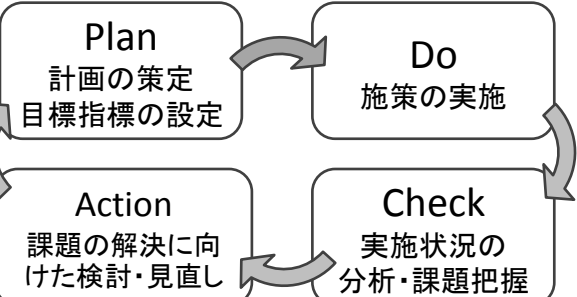 Plan
計画の策定
目標指標の設定
Do
施策の実施
Check
実施状況の
分析・課題把握
Action
課題の解決に向
けた検討・見直し